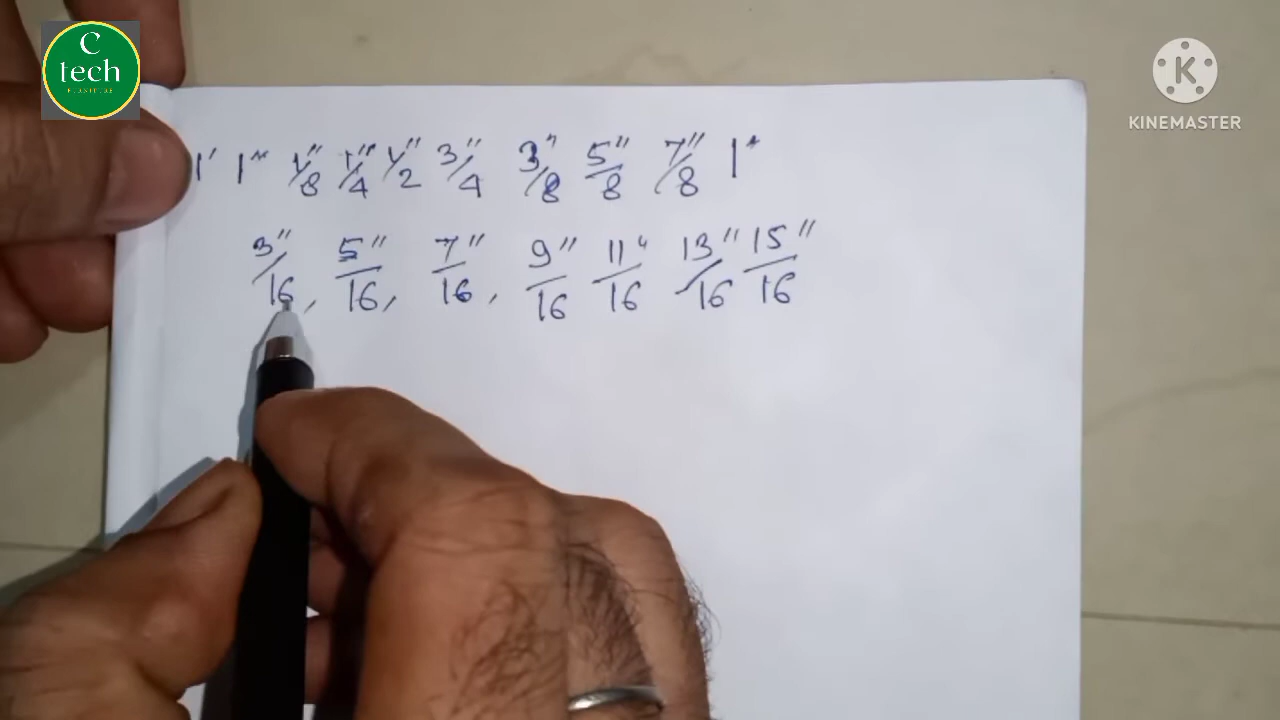 C
tech
FURNITURE
K
KINEMASTER
1' 1" 1/8" 1/4" 1/2" 3/4" 3/8" 5/8" 7/8" 1"
3/16", 5/16", 7/16", 9/16" 11/16" 13/16" 15/16"